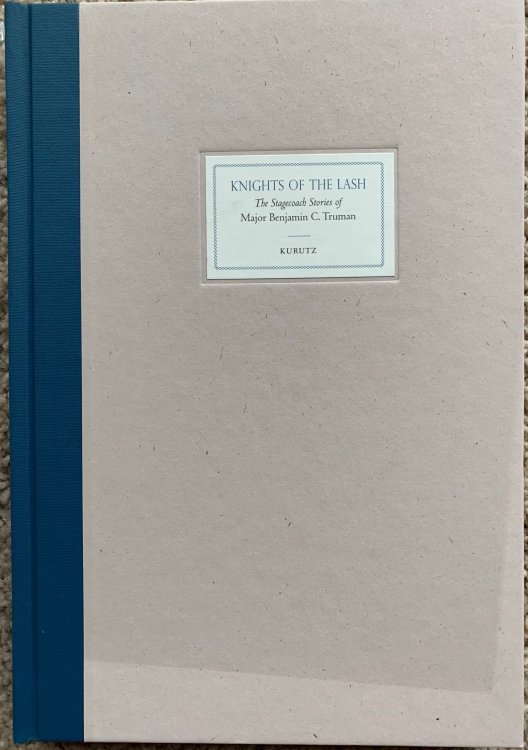 KNIGHTS OF THE LASH
The Stagecoach Stories of
Major Benjamin C. Truman
KURUTZ